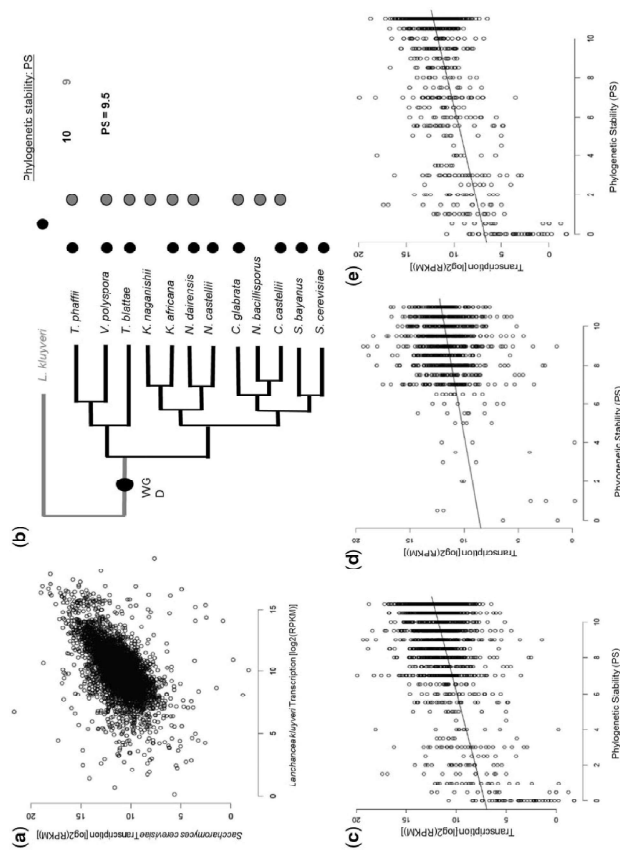 (a)
Saccharomyces cerevisiae Transcription [log2(RPKM)]
20
15
10
5
0
0 5 10 15
Lanchancea kluyveri Transcription [log2(RPKM)]
(b)
Phylogenetic stability: PS
L. kluyveri
T. phaffii
V. polyspora
T. blattae
K. naganishii
K. africana
N. dairensis
N. castellii
C. glabrata
N. bacillisporus
C. castellii
S. bayanus
S. cerevisiae
WG
D
10 9
PS = 9.5
(c)
Transcription [log2(RPKM)]
20
15
10
5
0
0 2 4 6 8 10
Phylogenetic Stability (PS)
(d)
Transcription [log2(RPKM)]
20
15
10
5
0
0 2 4 6 8 10
Phyogenetic Stability (PS)
(e)
Transcription [log2(RPKM)]
20
15
10
5
0
0 2 4 6 8 10
Phylogenetic Stability (PS)